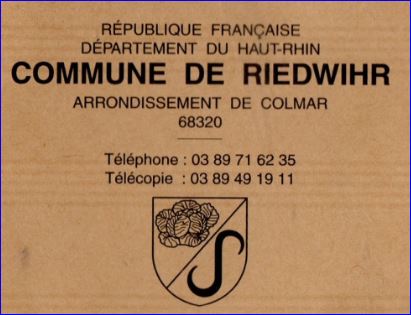 RÉPUBLIQUE FRANÇAISE
DÉPARTEMENT DU HAUT-RHIN
COMMUNE DE RIEDWIHR
ARRONDISSEMENT DE COLMAR
68320
Téléphone : 03 89 71 62 35
Télécopie : 03 89 49 19 11
S